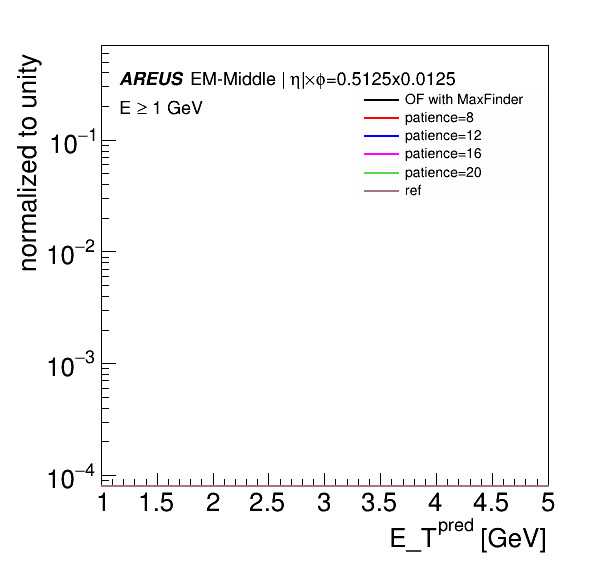 normalized to unity
AREUS EM-Middle | η|×ϕ=0.5125x0.0125
E ≥ 1 GeV
OF with MaxFinder
patience=8
patience=12
patience=16
patience=20
ref
10⁻¹
10⁻²
10⁻³
10⁻⁴
1 1.5 2 2.5 3 3.5 4 4.5 5
E_T^pred [GeV]